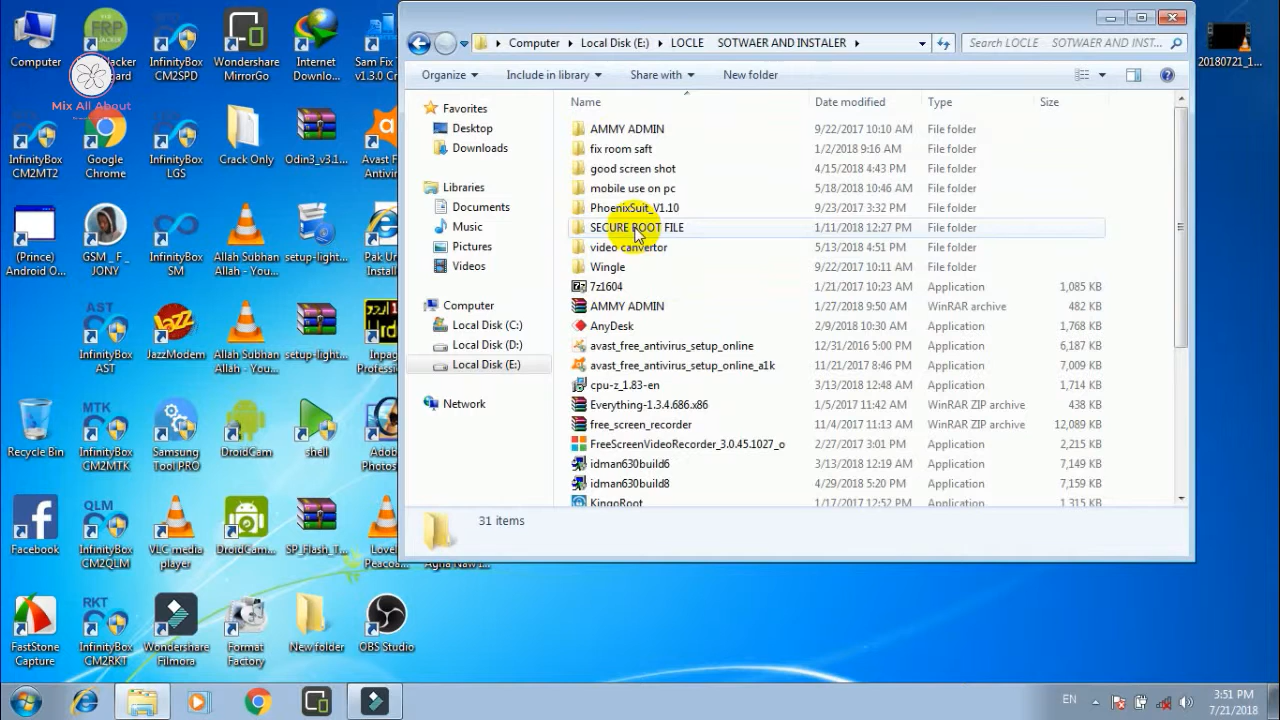 Computer
FRP
InfinityBox
CM2SPD
Wondershare
MirrorGo
Internet
Downlo...
Sam Fix
v1.3.0 C
20180721_1...
Mix All About
InfinityBox
CM2MT2
Google
Chrome
InfinityBox
LGS
Crack Only
Odin3_v3.1...
Avast F
Antivir
(Prince)
Android O...
GSM _ F _
JONY
InfinityBox
SM
Allah Subhan
Allah - You...
setup-light...
Pak Ur
Install
AST
InfinityBox
AST
Jazz
JazzModem
Allah Subhan
Allah - You...
setup-light...
Inpag
Profession
Recycle Bin
MTK
InfinityBox
CM2MTK
Samsung
Tool PRO
DroidCam
shell
Adob
Photos
Facebook
QLM
InfinityBox
CM2QLM
VLC media
player
DroidCam...
SP_Flash_T...
Love
Peaco
FastStone
Capture
RKT
InfinityBox
CM2RKT
Wondershare
Filmora
Format
Factory
New folder
OBS Studio
Computer Local Disk (E:) LOCLE SOTWAER AND INSTALER
Search LOCLE SOTWAER AND INST...
Organize Include in library Share with New folder
Favorites
Desktop
Downloads
Libraries
Documents
Music
Pictures
Videos
Computer
Local Disk (C:)
Local Disk (D:)
Local Disk (E:)
Network
Name Date modified Type Size
AMMY ADMIN 9/22/2017 10:10 AM File folder
fix room saft 1/2/2018 9:16 AM File folder
good screen shot 4/15/2018 4:43 PM File folder
mobile use on pc 5/18/2018 10:46 AM File folder
PhoenixSuit_V1.10 9/23/2017 3:32 PM File folder
SECURE ROOT FILE 1/11/2018 12:27 PM File folder
video canvertor 5/13/2018 4:51 PM File folder
Wingle 9/22/2017 10:11 AM File folder
7z1604 1/21/2017 10:23 AM Application 1,085 KB
AMMY ADMIN 1/27/2018 9:50 AM WinRAR archive 482 KB
AnyDesk 2/9/2018 10:30 AM Application 1,768 KB
avast_free_antivirus_setup_online 12/31/2016 5:00 PM Application 6,187 KB
avast_free_antivirus_setup_online_a1k 11/21/2017 8:46 PM Application 7,009 KB
cpu-z_1.83-en 3/13/2018 12:48 AM Application 1,714 KB
Everything-1.3.4.686.x86 1/5/2017 11:42 AM WinRAR ZIP archive 438 KB
free_screen_recorder 11/4/2017 11:13 AM WinRAR ZIP archive 12,089 KB
FreeScreenVideoRecorder_3.0.45.1027_o 2/27/2017 3:01 PM Application 2,215 KB
idman630build6 3/13/2018 12:19 AM Application 7,149 KB
idman630build8 4/29/2018 5:20 PM Application 7,159 KB
KingoRoot 1/17/2017 12:52 PM Application 1,315 KB
31 items
EN
3:51 PM
7/21/2018